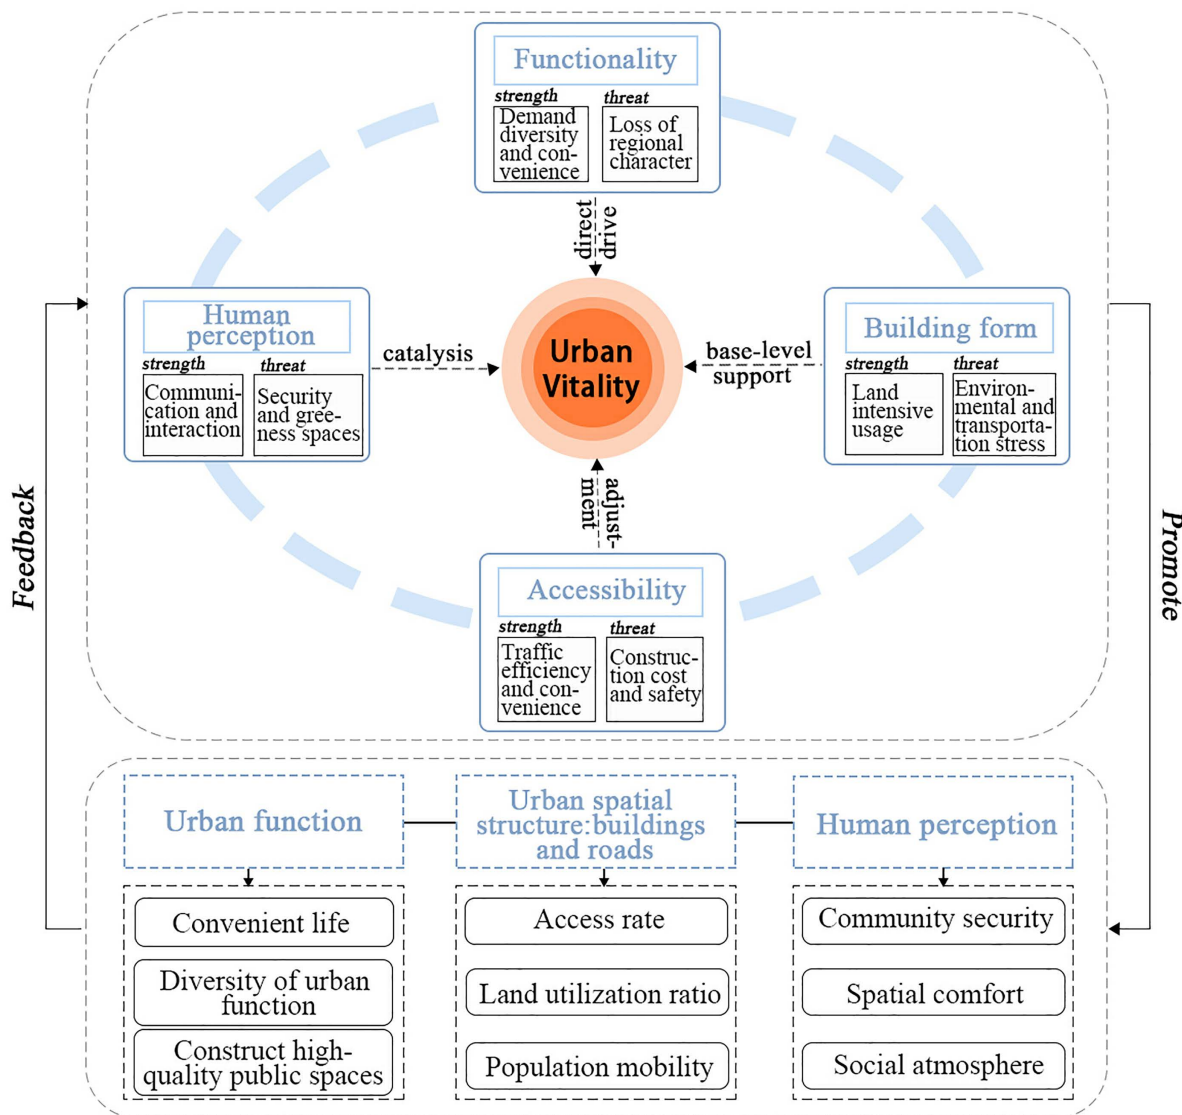 Functionality
strength
threat
Demand
diversity
and con-
venience
Loss of
regional
character
direct
drive
Human
perception
strength
threat
Communi-
cation and
interaction
Security
and gree-
ness spaces
catalysis
Urban
Vitality
base-level
support
Building form
strength
threat
Land
intensive
usage
Environ-
mental and
transporta-
tion stress
adjust-
ment
Accessibility
strength
threat
Traffic
efficiency
and con-
venience
Construc-
tion cost
and safety
Feedback
Promote
Urban function
Urban spatial
structure:buildings
and roads
Human perception
Convenient life
Diversity of urban
function
Construct high-
quality public spaces
Access rate
Land utilization ratio
Population mobility
Community security
Spatial comfort
Social atmosphere